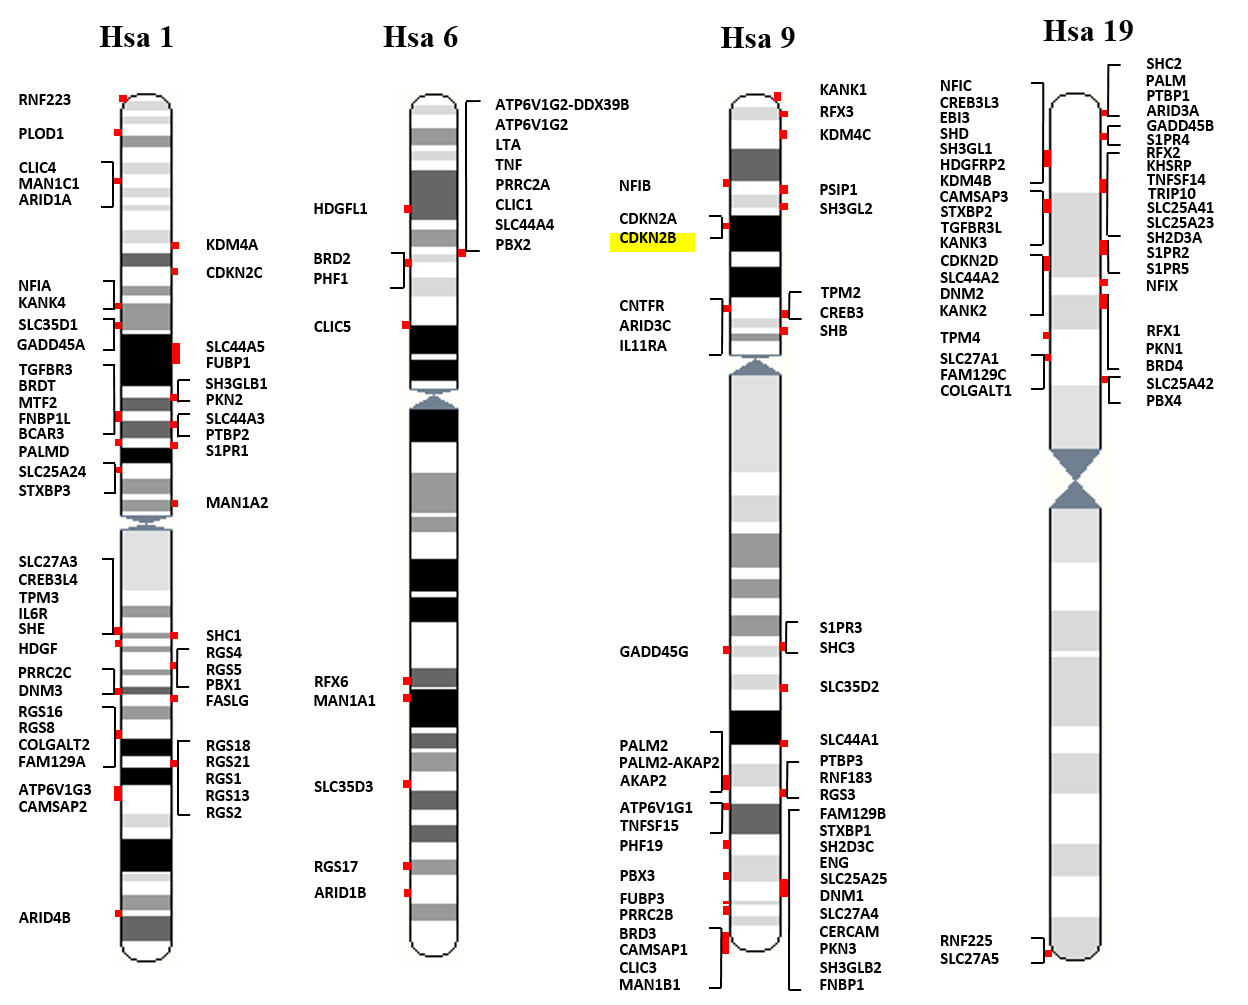 Hsa 1
RNF223
PLOD1
CLIC4
MAN1C1
ARID1A
KDM4A
CDKN2C
NFIA
KANK4
SLC35D1
GADD45A
SLC44A5
FUBP1
TGFBR3
BRDT
MTF2
FNBP1L
BCAR3
SH3GLB1
PKN2
SLC44A3
PTBP2
S1PR1
PALMD
SLC25A24
STXBP3
MAN1A2
SLC27A3
CREB3L4
TPM3
IL6R
SHE
HDGF
SHC1
RGS4
RGS5
PBX1
FASLG
PRRC2C
DNM3
RGS16
RGS8
COLGALT2
FAM129A
RGS18
RGS21
RGS1
RGS13
RGS2
ATP6V1G3
CAMSAP2
ARID4B
Hsa 6
ATP6V1G2-DDX39B
ATP6V1G2
LTA
TNF
PRRC2A
CLIC1
SLC44A4
PBX2
HDGFL1
BRD2
PHF1
CLIC5
RFX6
MAN1A1
SLC35D3
RGS17
ARID1B
Hsa 9
KANK1
RFX3
KDM4C
NFIB
PSIP1
SH3GL2
CDKN2A
CDKN2B
CNTFR
ARID3C
IL11RA
TPM2
CREB3
SHB
GADD45G
S1PR3
SHC3
SLC35D2
SLC44A1
PALM2
PALM2-AKAP2
AKAP2
PTBP3
RNF183
RGS3
ATP6V1G1
TNFSF15
PHF19
PBX3
FUBP3
PRRC2B
BRD3
CAMSAP1
CLIC3
MAN1B1
FAM129B
STXBP1
SH2D3C
ENG
SLC25A25
DNM1
SLC27A4
CERCAM
PKN3
SH3GLB2
FNBP1
Hsa 19
NFIC
CREB3L3
EBI3
SHD
SH3GL1
HDGFRP2
KDM4B
CAMSAP3
STXBP2
TGFBR3L
KANK3
CDKN2D
SLC44A2
DNM2
KANK2
TPM4
SLC27A1
FAM129C
COLGALT1
SHC2
PALM
PTBP1
ARID3A
GADD45B
S1PR4
RFX2
KHSRP
TNFSF14
TRIP10
SLC25A41
SLC25A23
SH2D3A
S1PR2
S1PR5
NFIX
RFX1
PKN1
BRD4
SLC25A42
PBX4
RNF225
SLC27A5